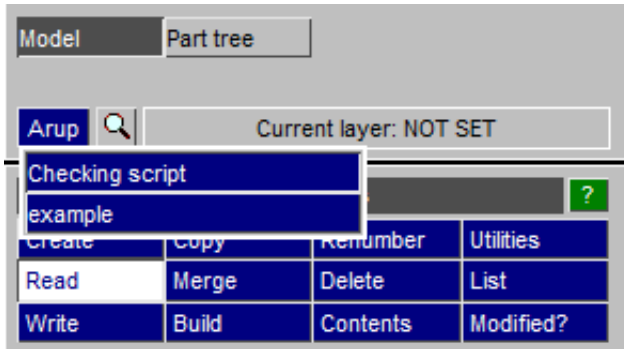 Model Part tree
Arup Current layer: NOT SET
Checking script
example
?
Create Copy Renumber Utilities
Read Merge Delete List
Write Build Contents Modified?